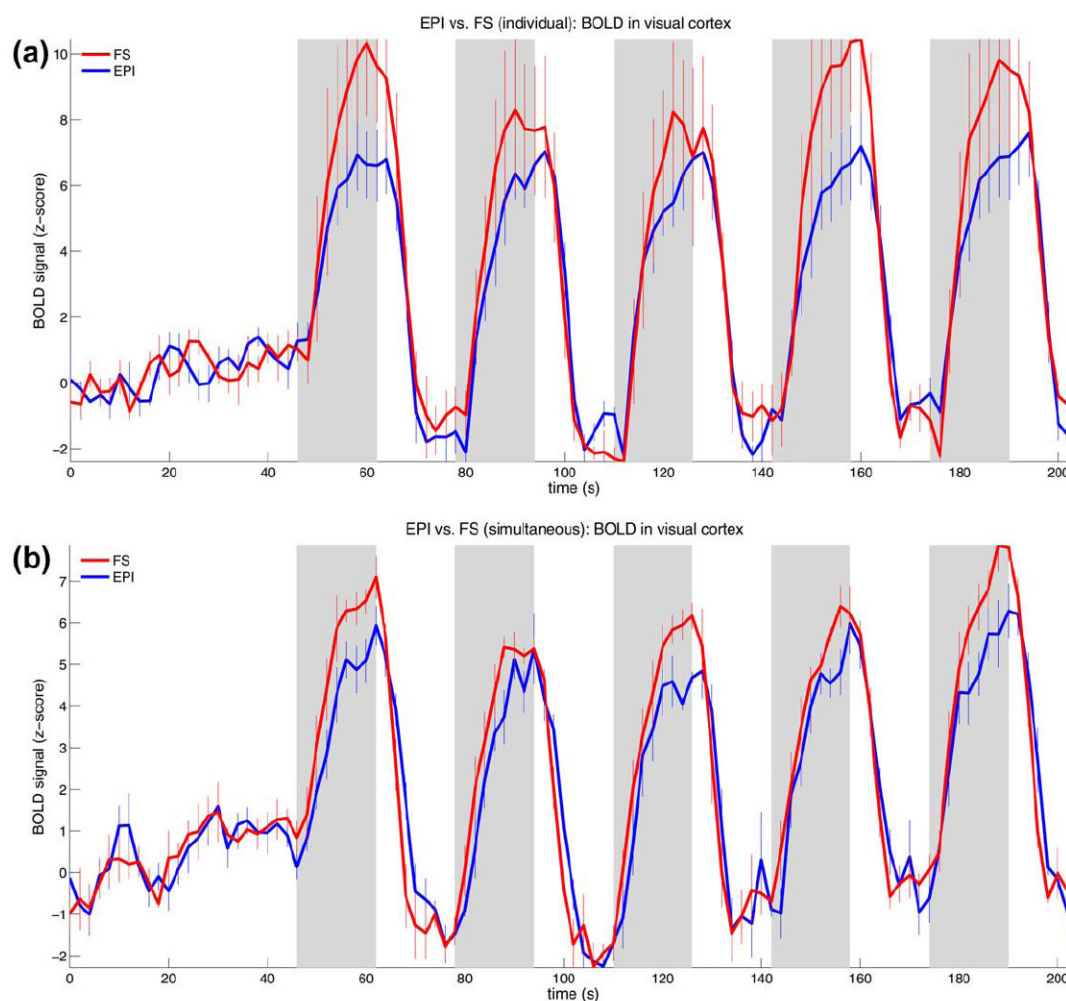 (a)
EPI vs. FS (individual): BOLD in visual cortex
FS
EPI
BOLD signal (z−score)
10
8
6
4
2
0
−2
0 20 40 60 80 100 120 140 160 180 200
time (s)
(b)
EPI vs. FS (simultaneous): BOLD in visual cortex
FS
EPI
BOLD signal (z−score)
7
6
5
4
3
2
1
0
−1
−2
0 20 40 60 80 100 120 140 160 180 200
time (s)